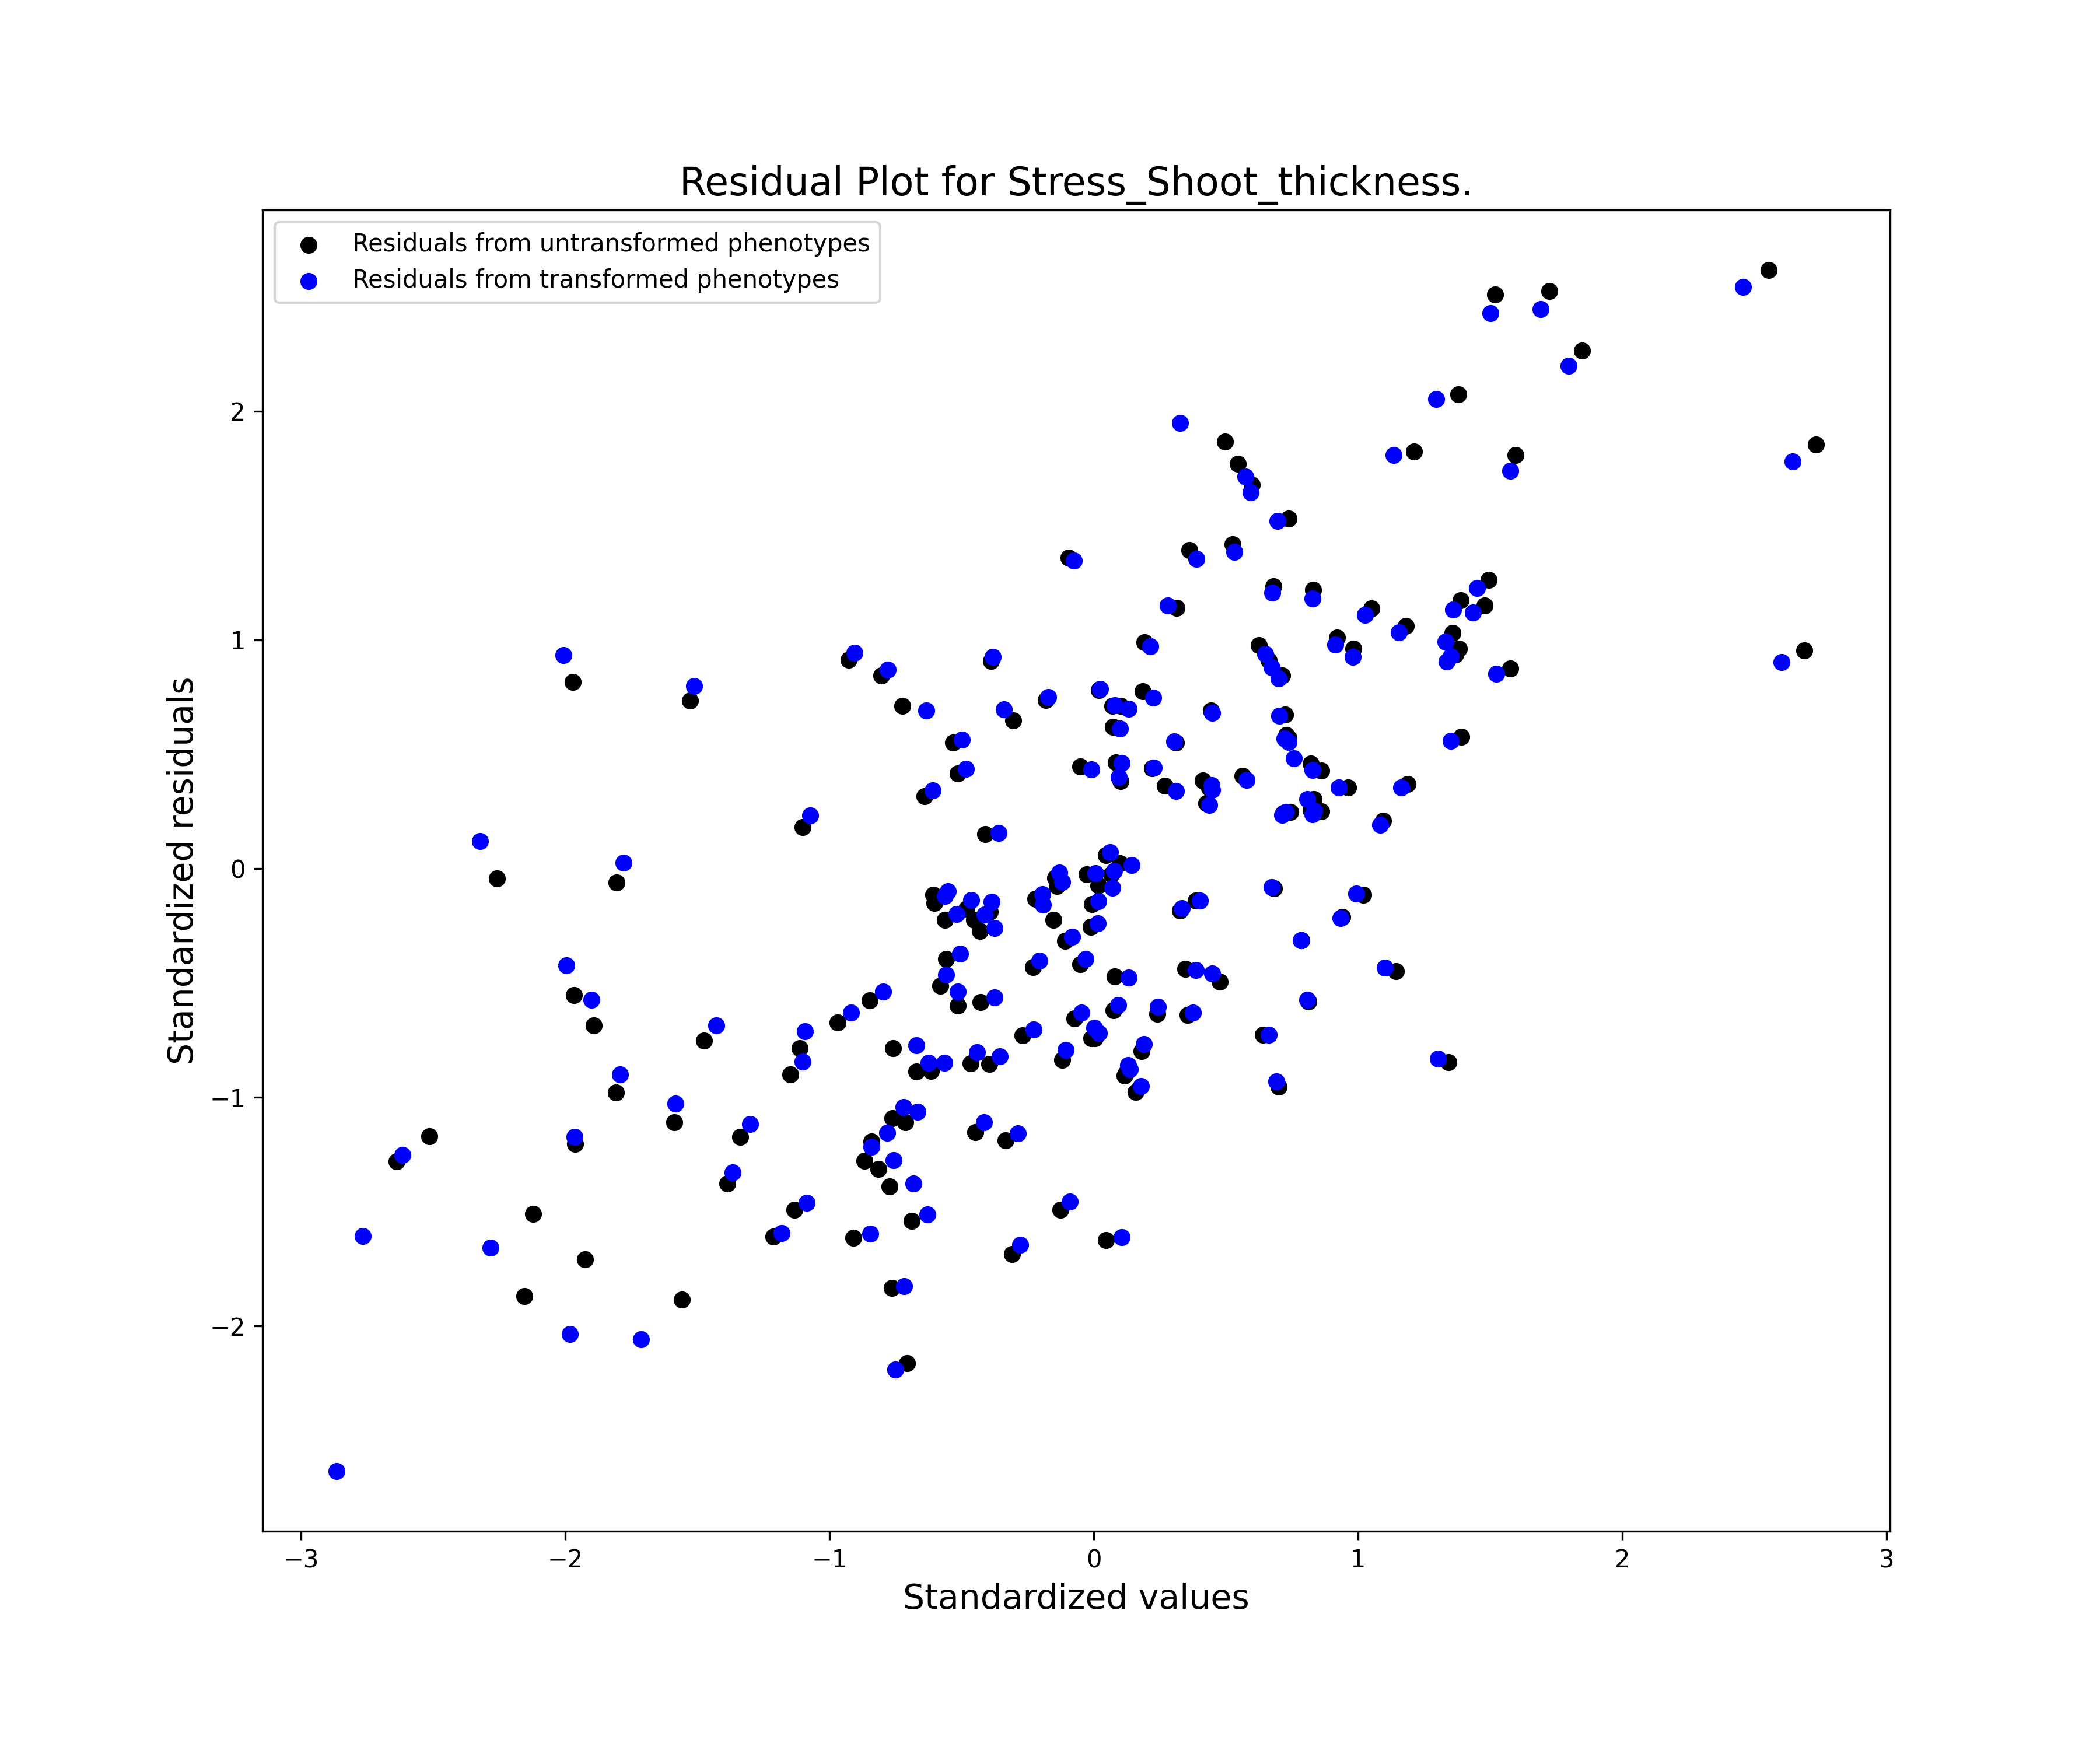 Residual Plot for Stress_Shoot_thickness.
Residuals from untransformed phenotypes
Residuals from transformed phenotypes
Standardized residuals
2
1
0
−1
−2
−3 −2 −1 0 1 2 3
Standardized values